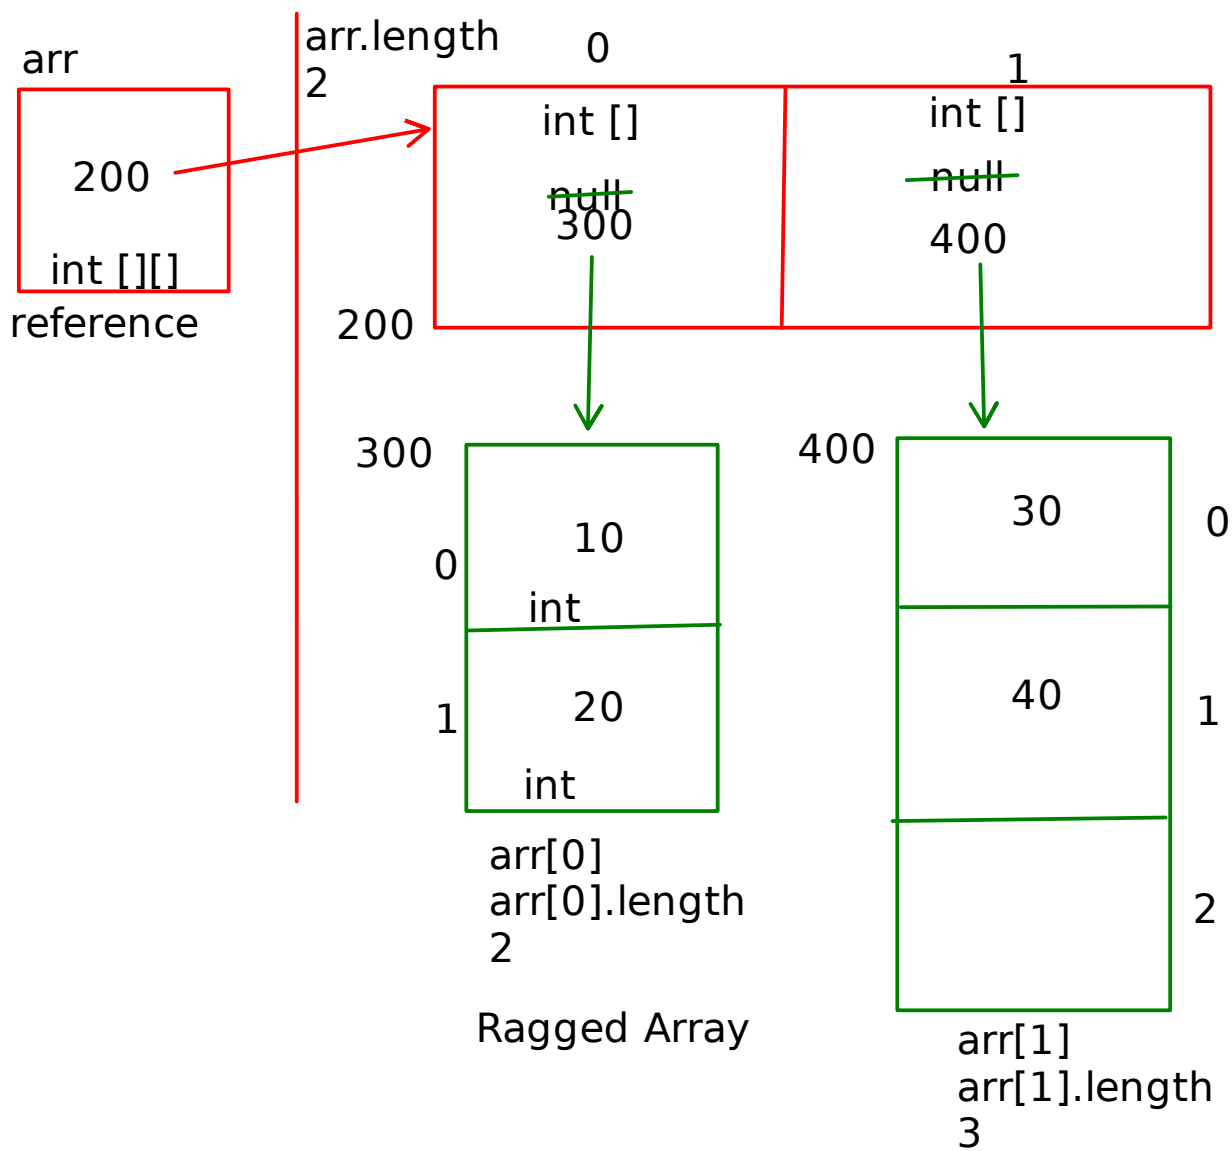 arr
200
int [][]
reference
arr.length
2
0
1
int []
null
300
int []
null
400
200
300
0
10
int
1
20
int
arr[0]
arr[0].length
2
400
30
0
40
1
2
arr[1]
arr[1].length
3
Ragged Array